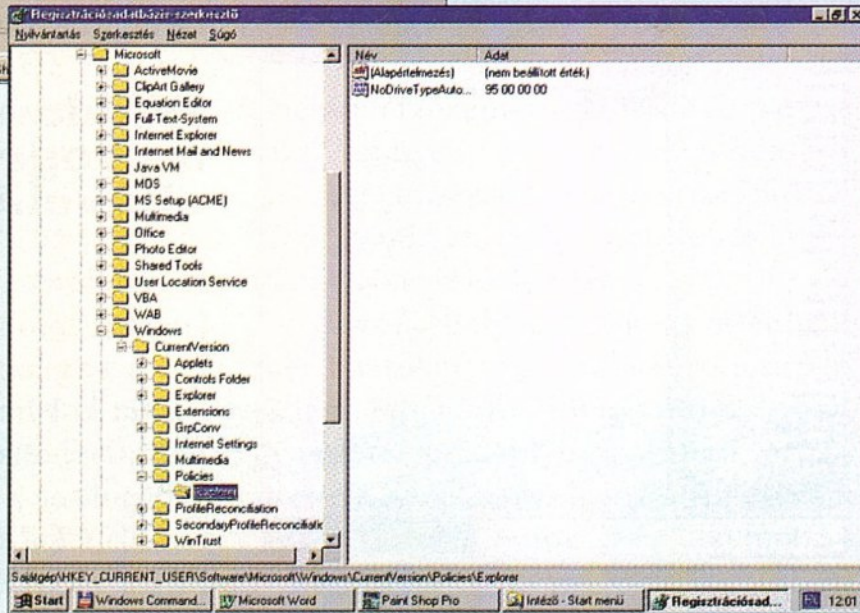 Regisztrációsadatbázis-szerkesztő
Nyilvántartás Szerkesztés Nézet Súgó
Microsoft
ActiveMovie
ClipArt Gallery
Equation Editor
Full-Text-System
Internet Explorer
Internet Mail and News
Java VM
MOS
MS Setup (ACME)
Multimedia
Office
Photo Editor
Shared Tools
User Location Service
VBA
WAB
Windows
CurrentVersion
Applets
Controls Folder
Explorer
Extensions
GrpConv
Internet Settings
Multimedia
Policies
Explorer
ProfileReconciliation
SecondaryProfileReconciliatio
WinTrust
Név Adat
(Alapértelmezés) (nem beállított érték)
NoDriveTypeAuto... 95 00 00 00
Sajátgép\HKEY_CURRENT_USER\Software\Microsoft\Windows\CurrentVersion\Policies\Explorer
Start Windows Command... Microsoft Word Paint Shop Pro Intéző - Start menü Regisztrációsad... 12:01